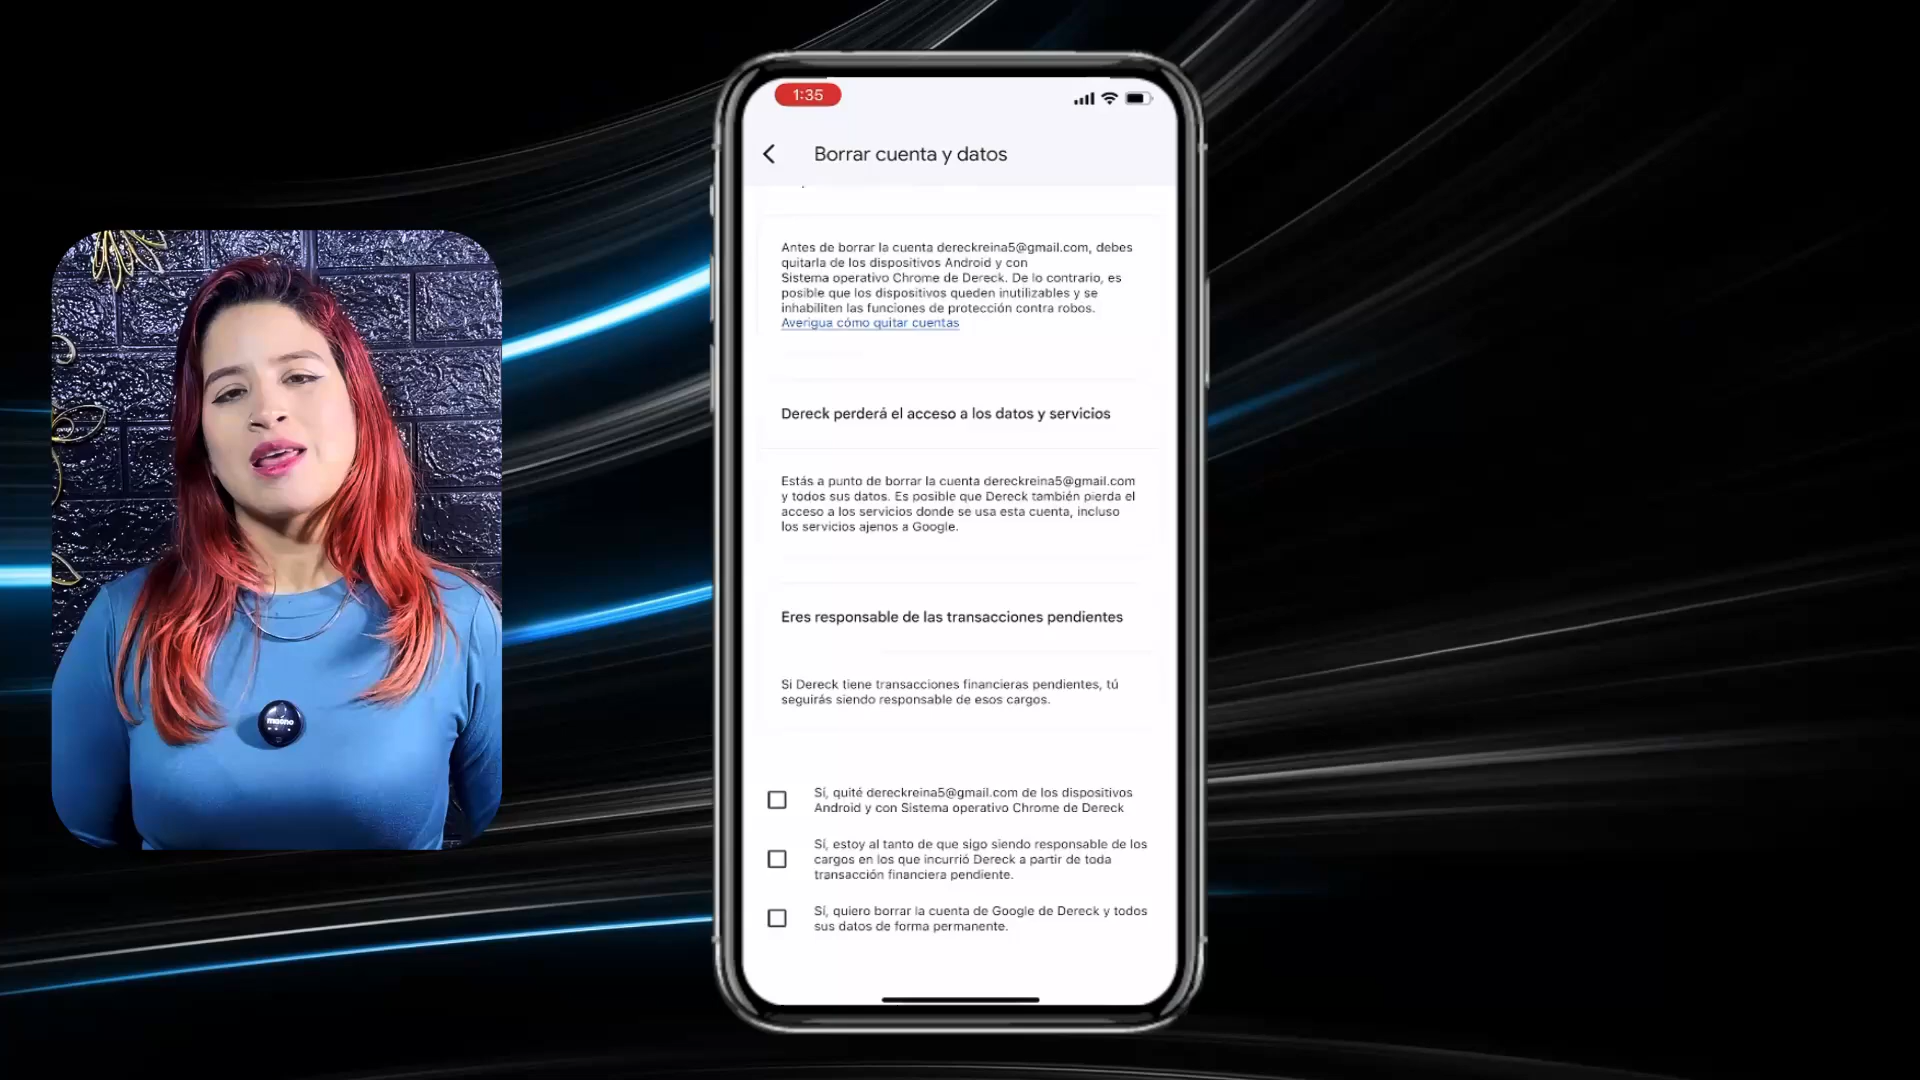 1:35
Borrar cuenta y datos
Antes de borrar la cuenta dereckreina5@gmail.com, debes
quitarla de los dispositivos Android y con
Sistema operativo Chrome de Dereck. De lo contrario, es
posible que los dispositivos queden inutilizables y se
inhabiliten las funciones de protección contra robos.
Averigua cómo quitar cuentas
Dereck perderá el acceso a los datos y servicios
Estás a punto de borrar la cuenta dereckreina5@gmail.com
y todos sus datos. Es posible que Dereck también pierda el
acceso a los servicios donde se usa esta cuenta, incluso
los servicios ajenos a Google.
Eres responsable de las transacciones pendientes
Si Dereck tiene transacciones financieras pendientes, tú
seguirás siendo responsable de esos cargos.
Sí, quité dereckreina5@gmail.com de los dispositivos
Android y con Sistema operativo Chrome de Dereck
Sí, estoy al tanto de que sigo siendo responsable de los
cargos en los que incurrió Dereck a partir de toda
transacción financiera pendiente.
Sí, quiero borrar la cuenta de Google de Dereck y todos
sus datos de forma permanente.
maono